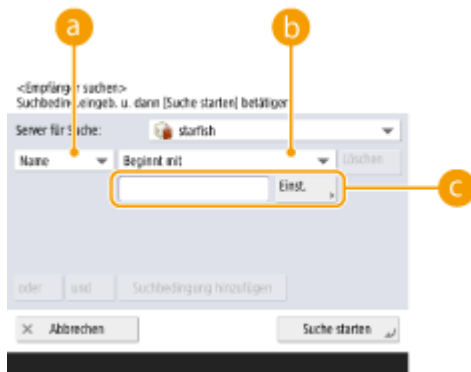 a
b
<Empfänger suchen>
Suchbeding.eingeb. u. dann [Suche starten] betätigen
Server für Suche: starfish
Name Beginnt mit Löschen
Einst.
c
oder und Suchbedingung hinzufügen
× Abbrechen Suche starten